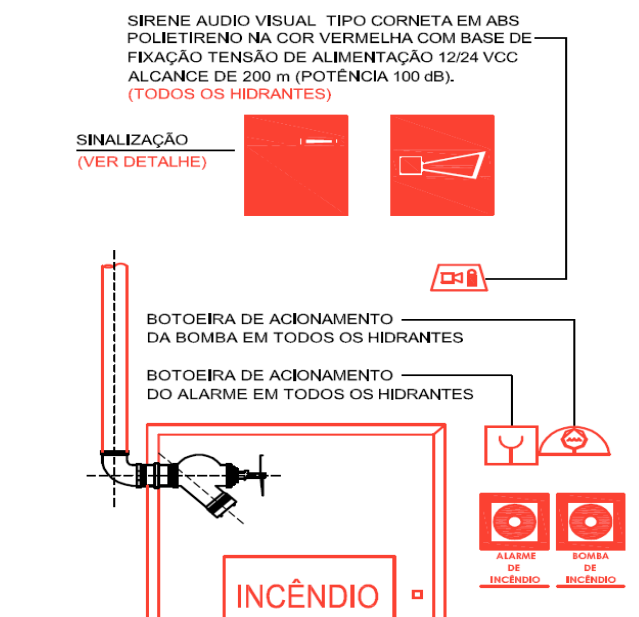 SIRENE AUDIO VISUAL TIPO CORNETA EM ABS
POLIETIRENO NA COR VERMELHA COM BASE DE
FIXAÇÃO TENSÃO DE ALIMENTAÇÃO 12/24 VCC
ALCANCE DE 200 m (POTÊNCIA 100 dB).
(TODOS OS HIDRANTES)
SINALIZAÇÃO
(VER DETALHE)
BOTOEIRA DE ACIONAMENTO
DA BOMBA EM TODOS OS HIDRANTES
BOTOEIRA DE ACIONAMENTO
DO ALARME EM TODOS OS HIDRANTES
ALARME
DE
INCÊNDIO
BOMBA
DE
INCÊNDIO
INCÊNDIO